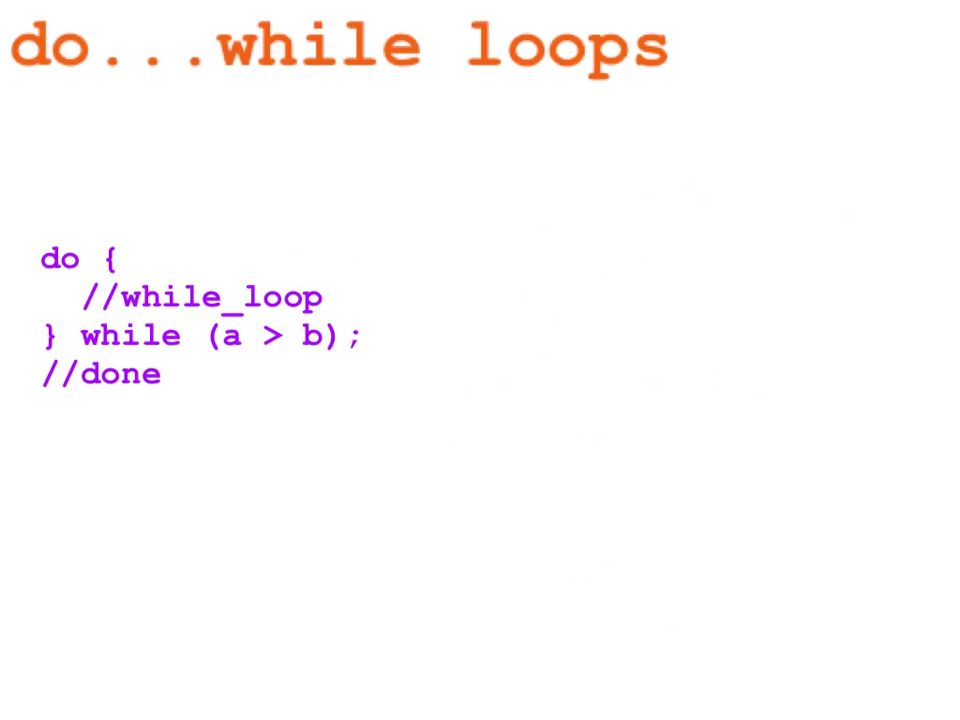 do...while loops
do {
  //while_loop
} while (a > b);
//done